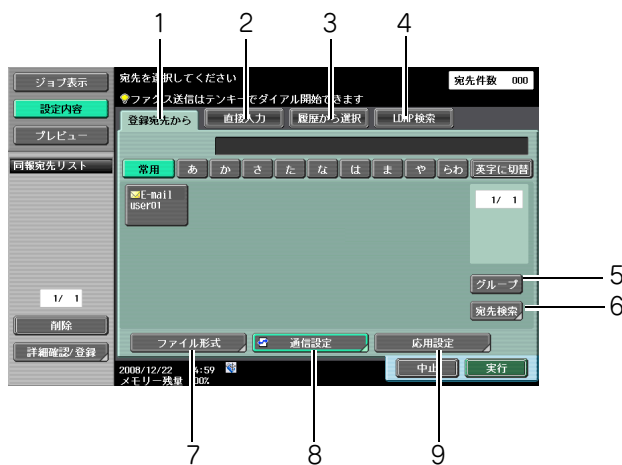 1 2 3 4
ジョブ表示
設定内容
プレビュー
同報宛先リスト
1/ 1
削除
詳細確認/登録
宛先を選択してください
宛先件数 000
ファクス送信はテンキーでダイアル開始できます
登録宛先から 直接入力 履歴から選択 LDAP検索
常用 あ か さ た な は ま や らわ 英字に切替
E-mail
user01
1/ 1
グループ 5
宛先検索 6
ファイル形式 通信設定 応用設定
2008/12/22 :59
メモリー残量 00%
中止 実行
7 8 9